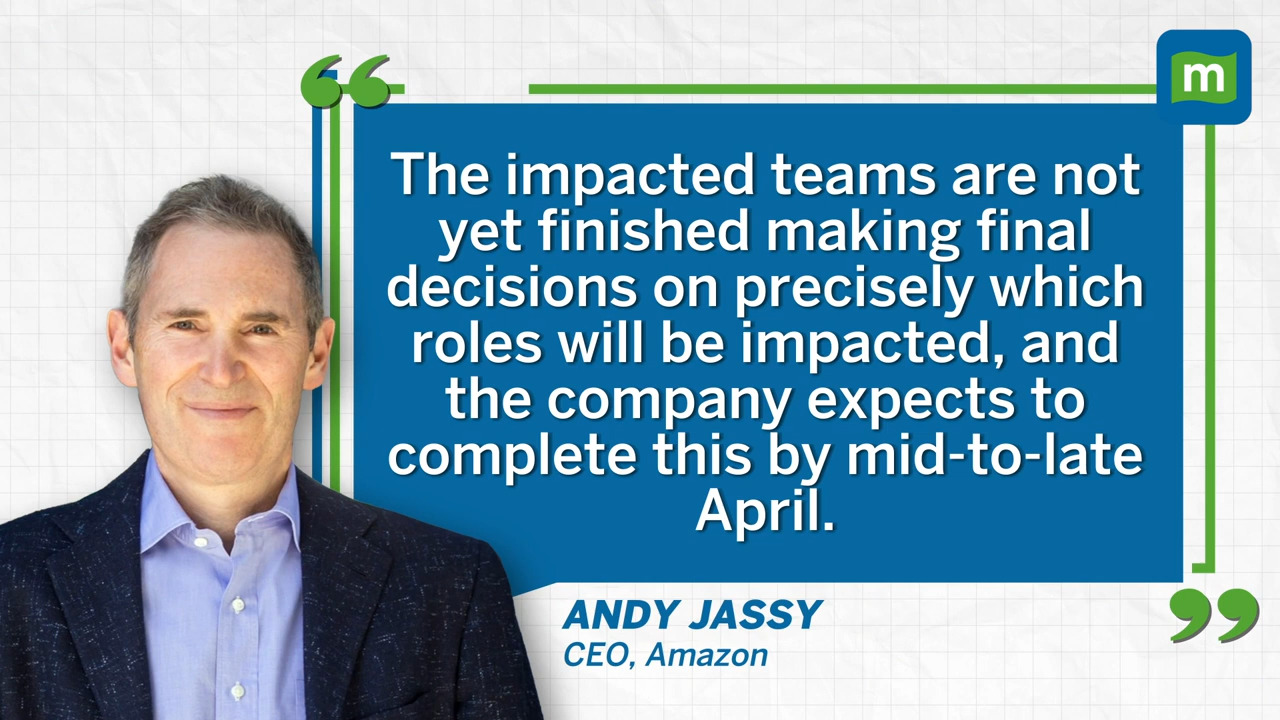 m
The impacted teams are not
yet finished making final
decisions on precisely which
roles will be impacted, and
the company expects to
complete this by mid-to-late
April.
ANDY JASSY
CEO, Amazon